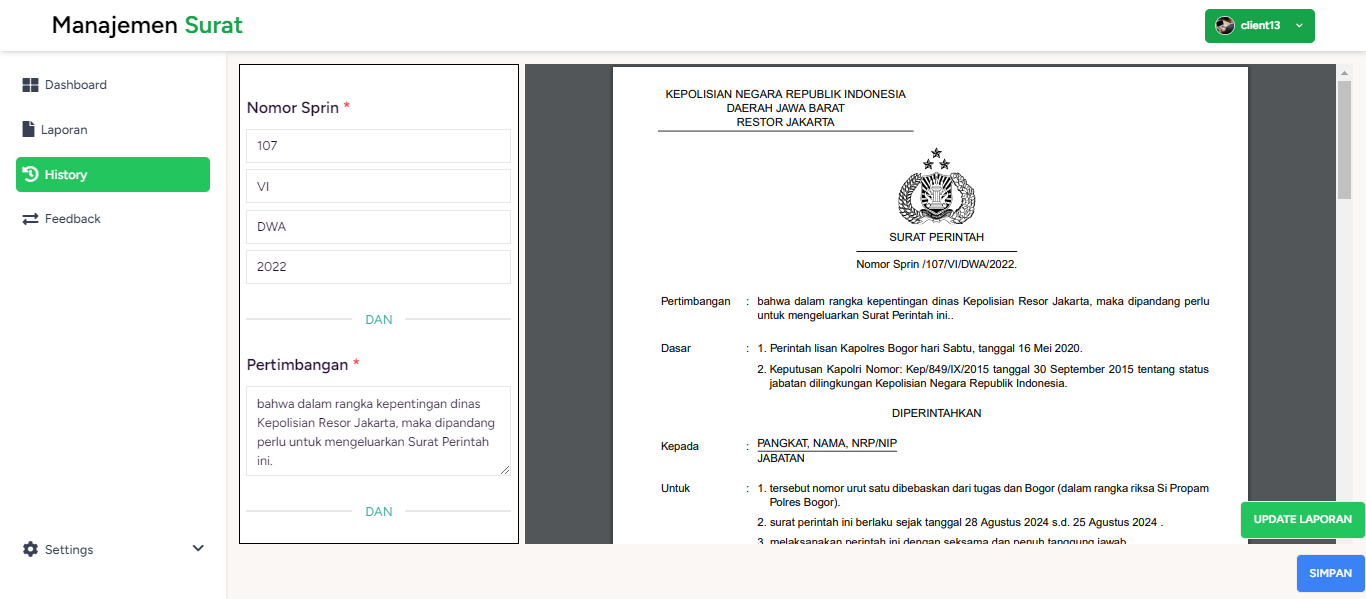 Manajemen Surat
client13
Dashboard
Laporan
History
Feedback
Settings
Nomor Sprin *
107
VI
DWA
2022
DAN
Pertimbangan *
bahwa dalam rangka kepentingan dinas
Kepolisian Resor Jakarta, maka dipandang
perlu untuk mengeluarkan Surat Perintah
ini.
DAN
KEPOLISIAN NEGARA REPUBLIK INDONESIA
DAERAH JAWA BARAT
RESTOR JAKARTA
SURAT PERINTAH
Nomor Sprin /107/VI/DWA/2022.
Pertimbangan : bahwa dalam rangka kepentingan dinas Kepolisian Resor Jakarta, maka dipandang perlu
untuk mengeluarkan Surat Perintah ini..
Dasar : 1. Perintah lisan Kapolres Bogor hari Sabtu, tanggal 16 Mei 2020.
2. Keputusan Kapolri Nomor: Kep/849/IX/2015 tanggal 30 September 2015 tentang status
jabatan dilingkungan Kepolisian Negara Republik Indonesia.
DIPERINTAHKAN
Kepada : PANGKAT, NAMA, NRP/NIP
JABATAN
Untuk : 1. tersebut nomor urut satu dibebaskan dari tugas dan Bogor (dalam rangka riksa Si Propam
Polres Bogor).
2. surat perintah ini berlaku sejak tanggal 28 Agustus 2024 s.d. 25 Agustus 2024 .
3. melaksanakan perintah ini dengan seksama dan penuh tanggung jawab
UPDATE LAPORAN
SIMPAN